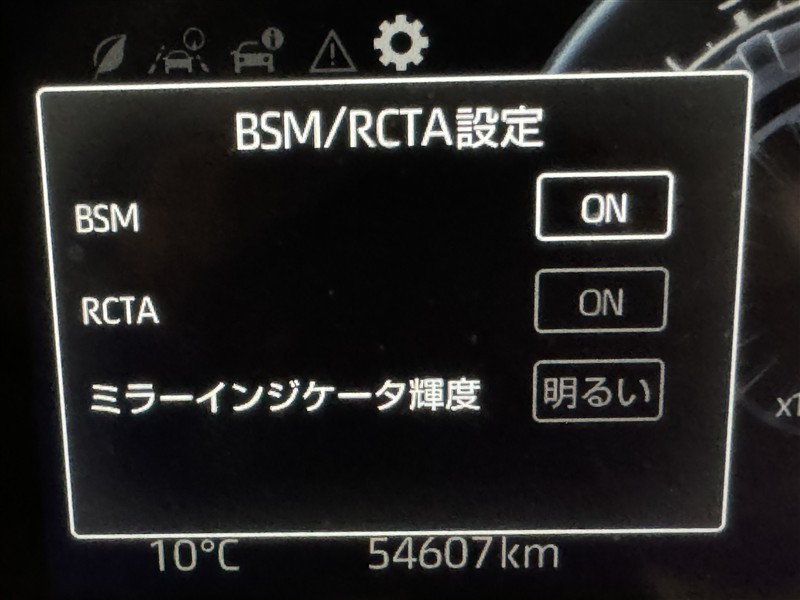 BSM/RCTA設定
BSM ON
RCTA ON
ミラーインジケータ輝度 明るい
10℃ 54607km
x1